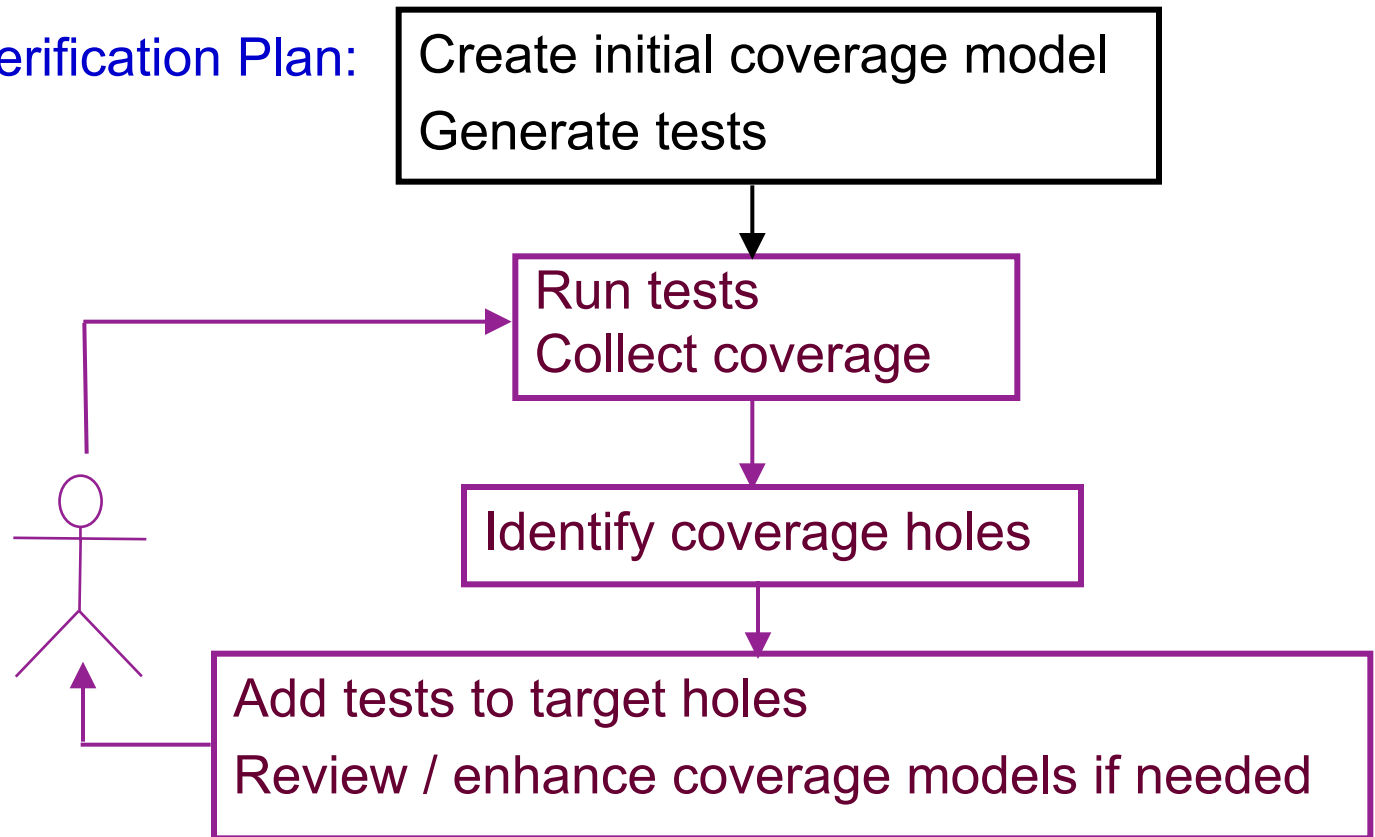 erification Plan:
Create initial coverage model
Generate tests
Run tests
Collect coverage
Identify coverage holes
Add tests to target holes
Review / enhance coverage models if needed